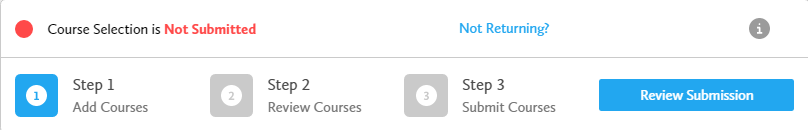 Course Selection is Not Submitted
Not Returning?
i
1
Step 1
Add Courses
2
Step 2
Review Courses
3
Step 3
Submit Courses
Review Submission